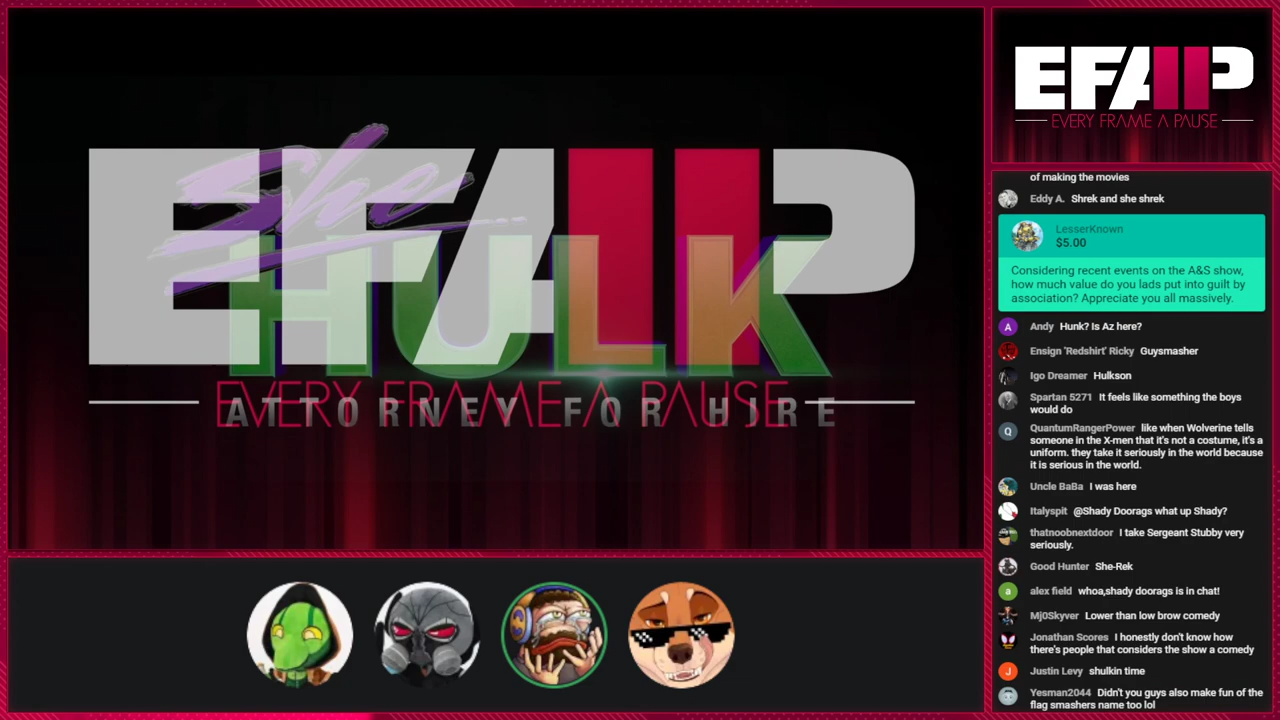 She
EFAP
HULK
EVERY FRAME A PAUSE
ATTORNEY FOR HIRE
EFAP
EVERY FRAME A PAUSE
of making the movies
Eddy A. Shrek and she shrek
LesserKnown
$5.00
Considering recent events on the A&S show,
how much value do you lads put into guilt by
association? Appreciate you all massively.
A
Andy Hunk? Is Az here?
Ensign 'Redshirt' Ricky Guysmasher
Igo Dreamer Hulkson
Spartan 5271 It feels like something the boys
would do
Q
QuantumRangerPower like when Wolverine tells
someone in the X-men that it's not a costume, it's a
uniform. they take it seriously in the world because
it is serious in the world.
Uncle BaBa I was here
Italyspit @Shady Doorags what up Shady?
thatnoobnextdoor I take Sergeant Stubby very
seriously.
Good Hunter She-Rek
a
alex field whoa,shady doorags is in chat!
Mj0Skyver Lower than low brow comedy
Jonathan Scores I honestly don't know how
there's people that considers the show a comedy
J
Justin Levy shulkin time
Yesman2044 Didn't you guys also make fun of the
flag smashers name too lol